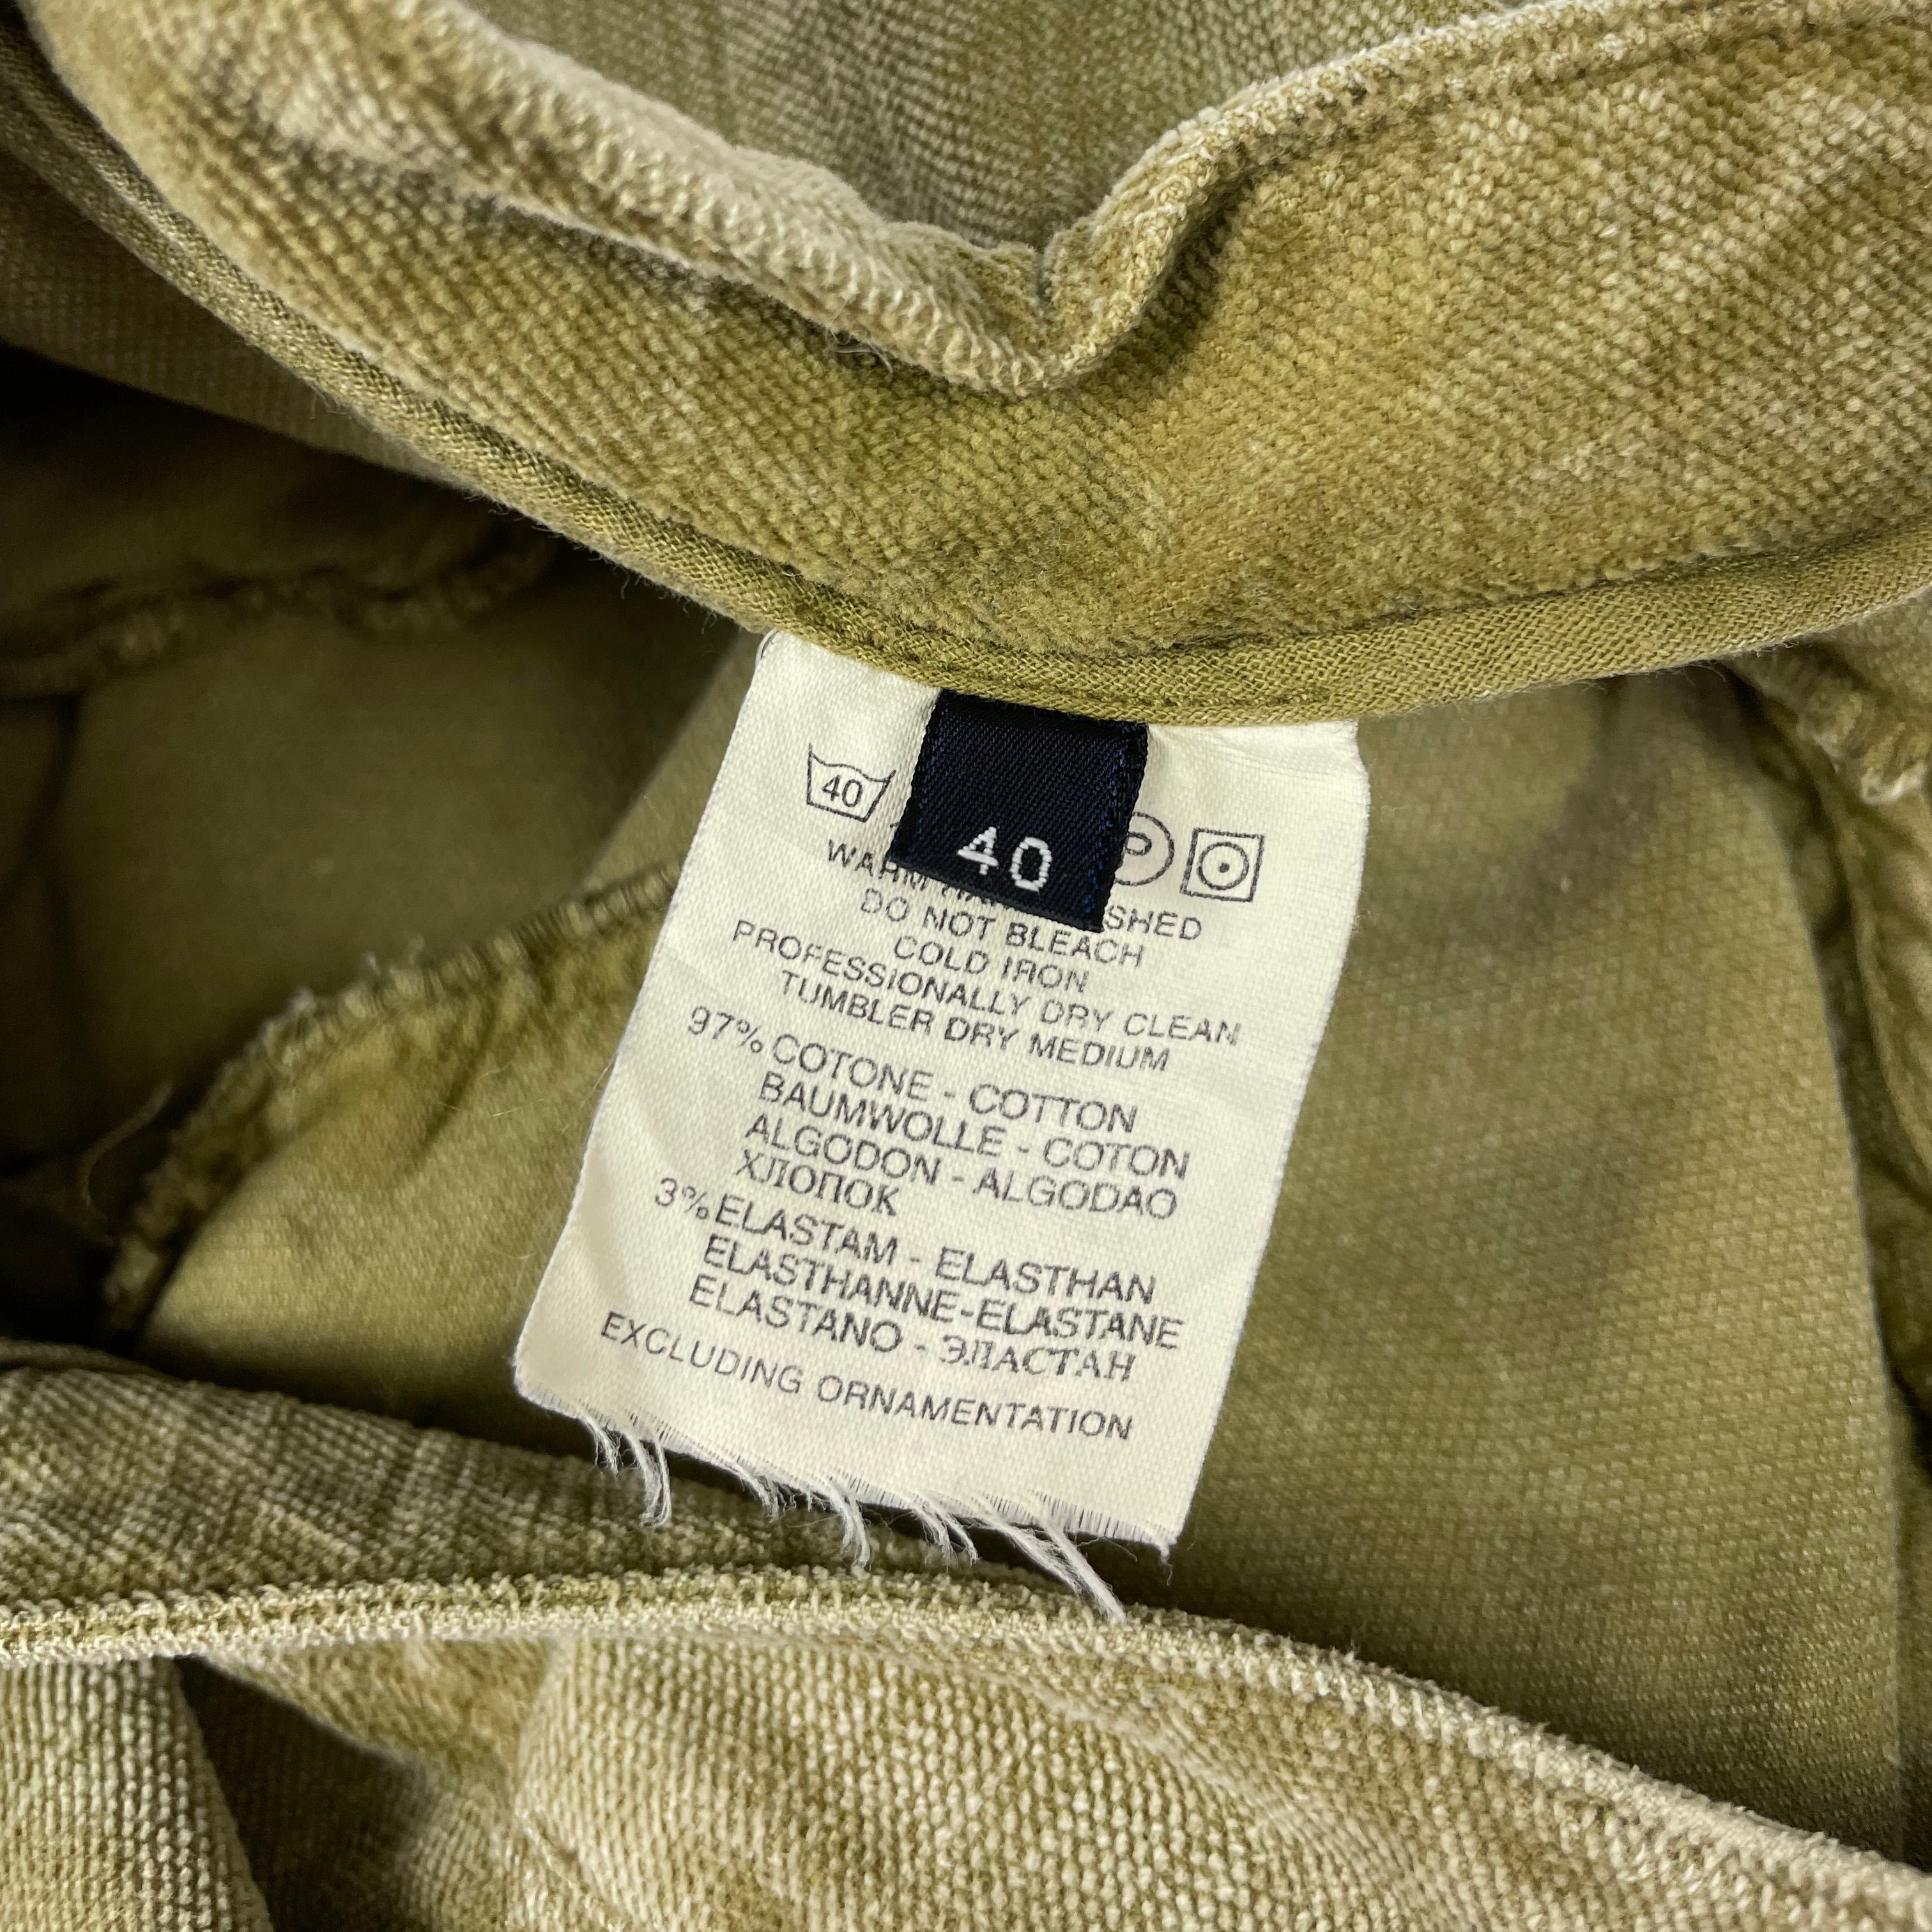 40
40
P
WARM SHED
DO NOT BLEACH
COLD IRON
PROFESSIONALLY DRY CLEAN
TUMBLER DRY MEDIUM
97% COTONE - COTTON
BAUMWOLLE - COTON
ALGODON - ALGODAO
ХЛОПОК
3% ELASTAM - ELASTHAN
ELASTHANNE-ELASTANE
ELASTANO - ЭЛАСТАН
EXCLUDING ORNAMENTATION